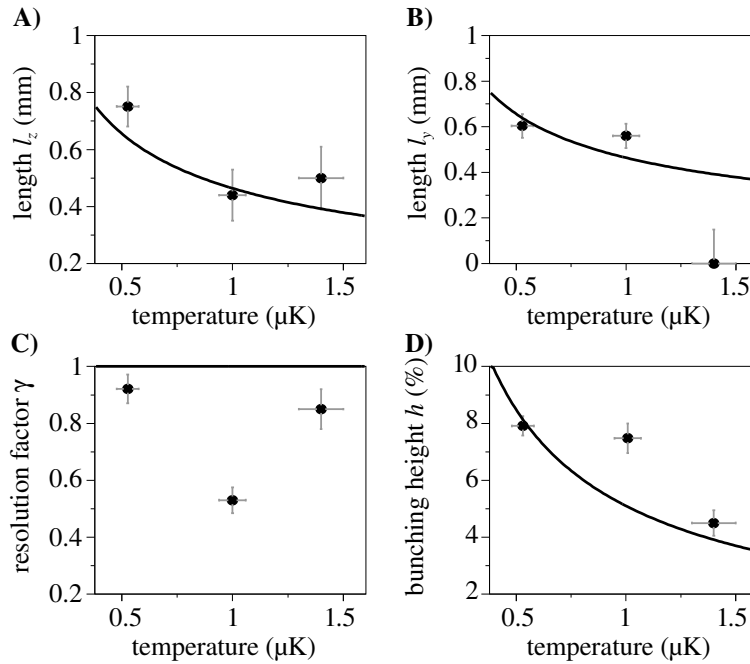 A)
length l_z (mm)
1
0.8
0.6
0.4
0.2
0.5
1
1.5
temperature (μK)
B)
length l_y (mm)
1
0.8
0.6
0.4
0.2
0
0.5
1
1.5
temperature (μK)
C)
resolution factor γ
1
0.8
0.6
0.4
0.2
0.5
1
1.5
temperature (μK)
D)
bunching height h (%)
10
8
6
4
2
0.5
1
1.5
temperature (μK)